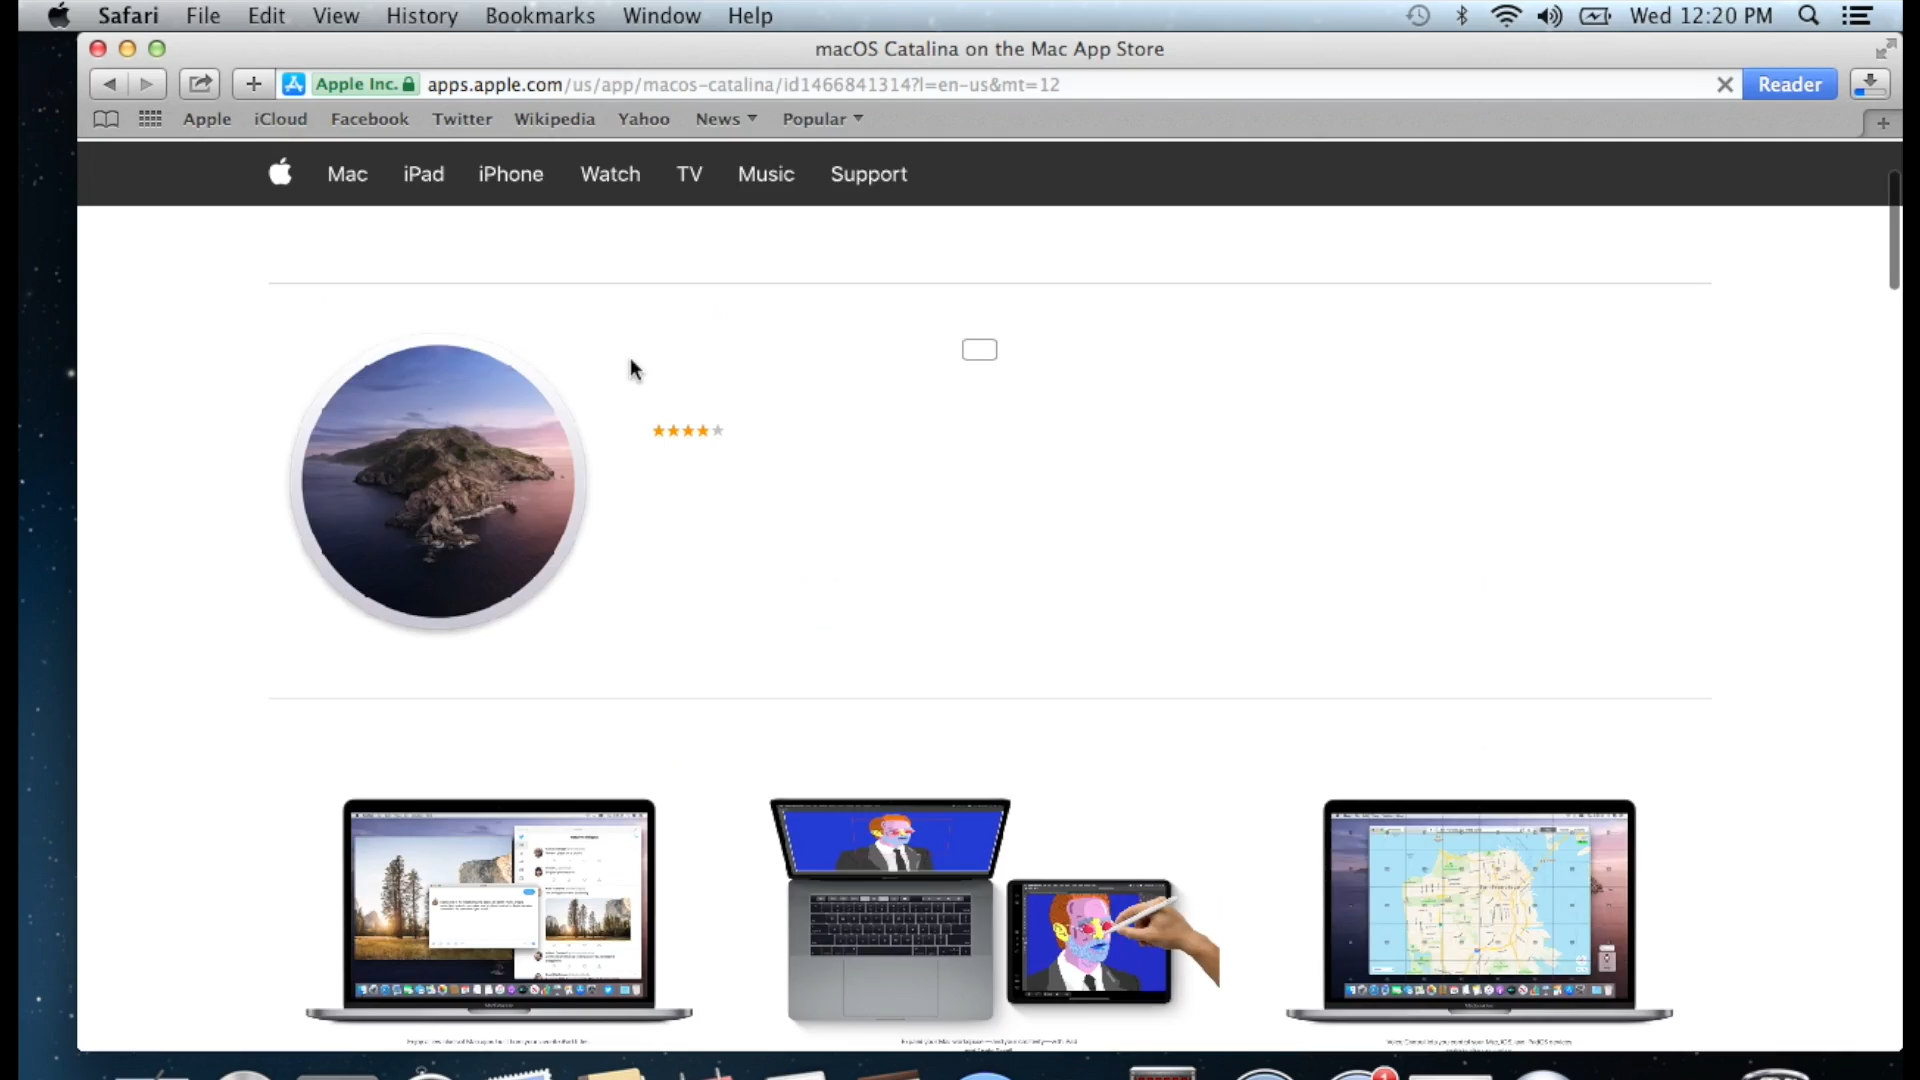 Safari File Edit View History Bookmarks Window Help Wed 12:20 PM
macOS Catalina on the Mac App Store
Apple Inc. apps.apple.com/us/app/macos-catalina/id1466841314?l=en-us&mt=12 Reader
Apple iCloud Facebook Twitter Wikipedia Yahoo News Popular
Mac iPad iPhone Watch TV Music Support
1